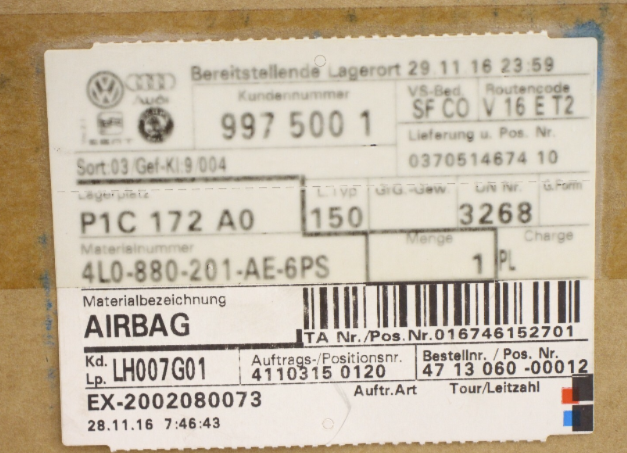 Bereitstellende Lagerort 29.11.16 23:59
Audi
SEAT
Kundennummer
997 500 1
VS-Bed. Routencode
SF CO V 16 E T2
Lieferung u. Pos. Nr.
0370514674 10
Sort:03/Gef-Kl:9/004
Lagerplatz L.Typ GrG.-Gew. LN Nr. G.Form
P1C 172 A0 150 3268
Materialnummer Menge Charge
4L0-880-201-AE-6PS 1 PL
Materialbezeichnung
AIRBAG
TA Nr./Pos.Nr.016746152701
Kd. Lp. LH007G01
Auftrags-/Positionsnr.
4110315 0120
Bestellnr. / Pos. Nr.
47 13 060 -00012
EX-2002080073 Auftr.Art Tour/Leitzahl
28.11.16 7:46:43